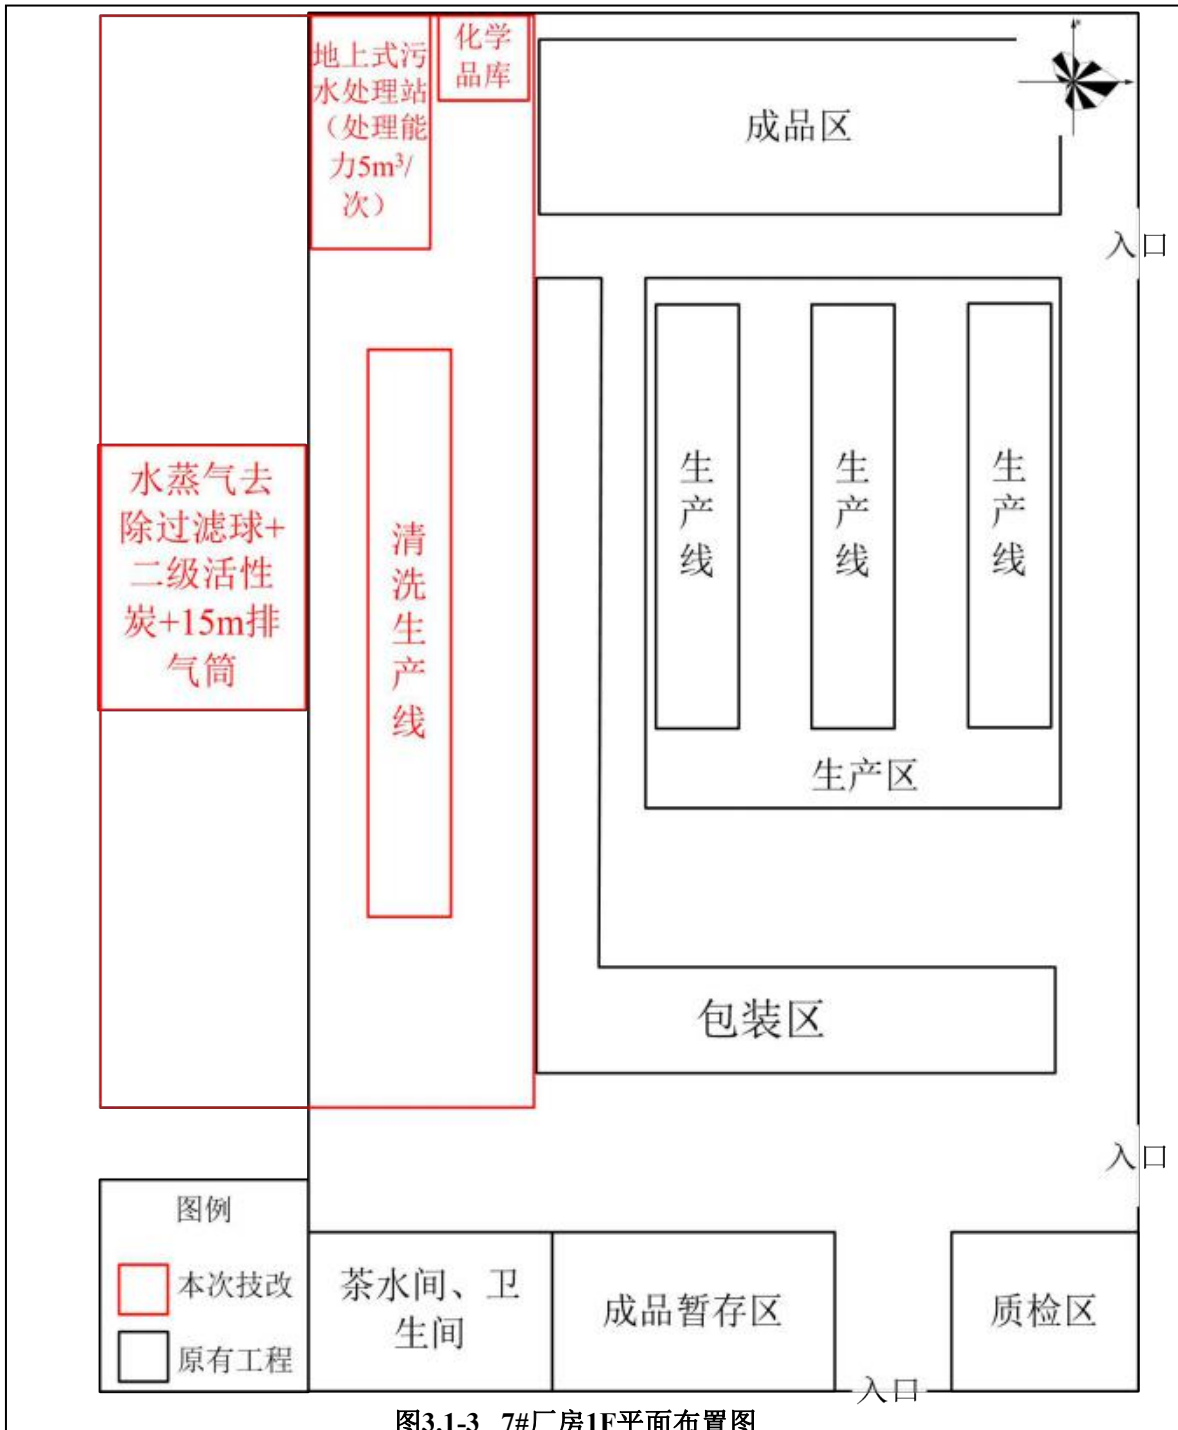 地上式污
水处理站
（处理能
力5m³/
次）
化学
品库
成品区
入口
水蒸气去
除过滤球+
二级活性
炭+15m排
气筒
清洗生产线
生产线
生产线
生产线
生产区
包装区
入口
图例
本次技改
原有工程
茶水间、卫
生间
成品暂存区
质检区
入口
图3.1-3 7#厂房1F平面布置图